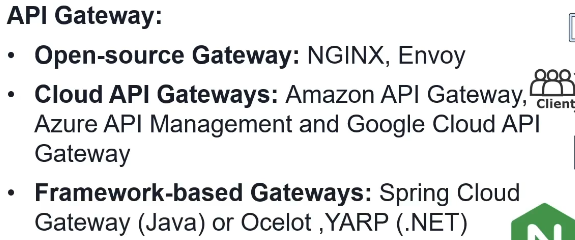 API Gateway:
• Open-source Gateway: NGINX, Envoy
• Cloud API Gateways: Amazon API Gateway,
Azure API Management and Google Cloud API
Gateway
• Framework-based Gateways: Spring Cloud
Gateway (Java) or Ocelot ,YARP (.NET)
Client